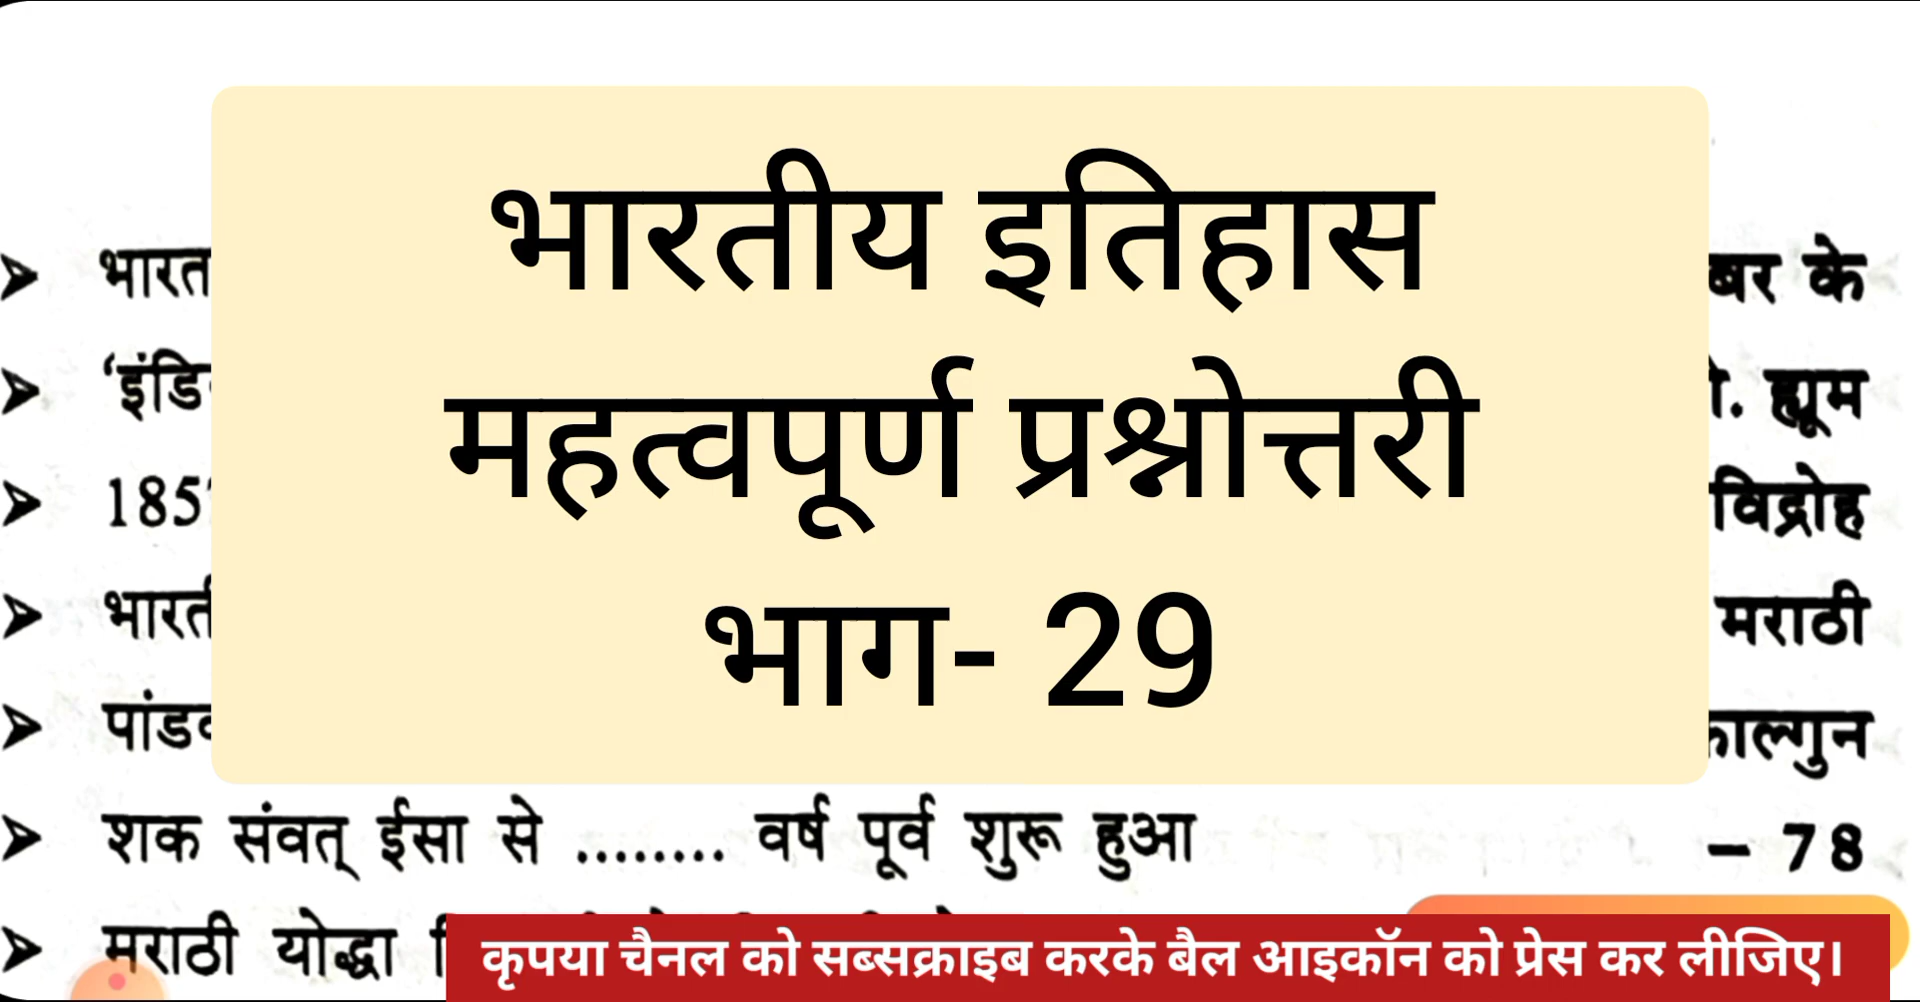 भारतीय इतिहास
महत्वपूर्ण प्रश्नोत्तरी
भाग- 29
➤ भारत
बर के
➤ ‘इंडि
ह्यूम
➤ 185
विद्रोह
➤
मराठी
➤
➤ शक संवत् ईसा से ........ वर्ष पूर्व शुरू हुआ – 78
➤ मराठी योद्धा
कृपया चैनल को सब्सक्राइब करके बैल आइकॉन को प्रेस कर लीजिए।